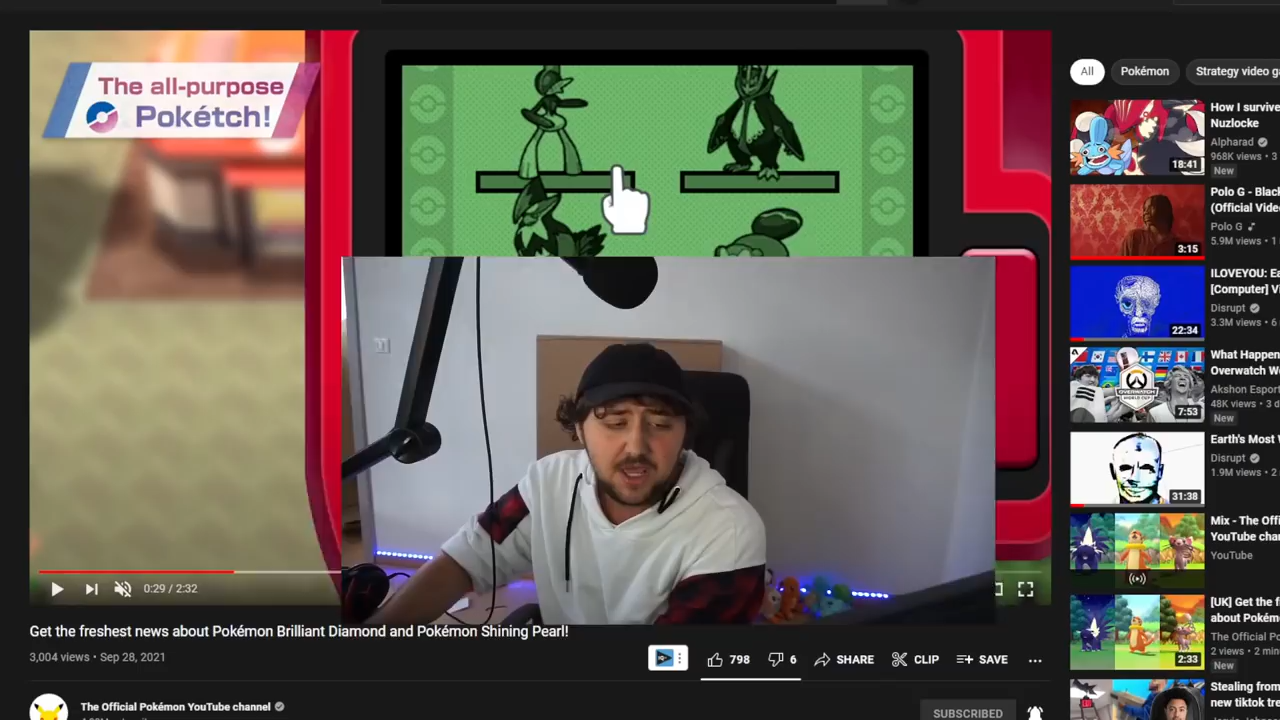 The all-purpose
Pokétch!
0:29 / 2:32
Get the freshest news about Pokémon Brilliant Diamond and Pokémon Shining Pearl!
3,004 views • Sep 28, 2021
798
6
SHARE
CLIP
SAVE
The Official Pokémon YouTube channel
SUBSCRIBED
All
Pokémon
Strategy video ga
How I survive
Nuzlocke
Alpharad
968K views • 3
New
18:41
Polo G - Black
(Official Video
Polo G
5.9M views • 1
3:15
ILOVEYOU: Ea
[Computer] Vi
Disrupt
3.3M views • 6
22:34
What Happen
Overwatch Wo
Akshon Esport
48K views • 3 d
New
7:53
Earth's Most W
Disrupt
1.9M views • 2
31:38
Mix - The Offi
YouTube chan
YouTube
[UK] Get the f
about Pokémo
The Official Po
2 views • 2 min
New
2:33
Stealing from
new tiktok tre